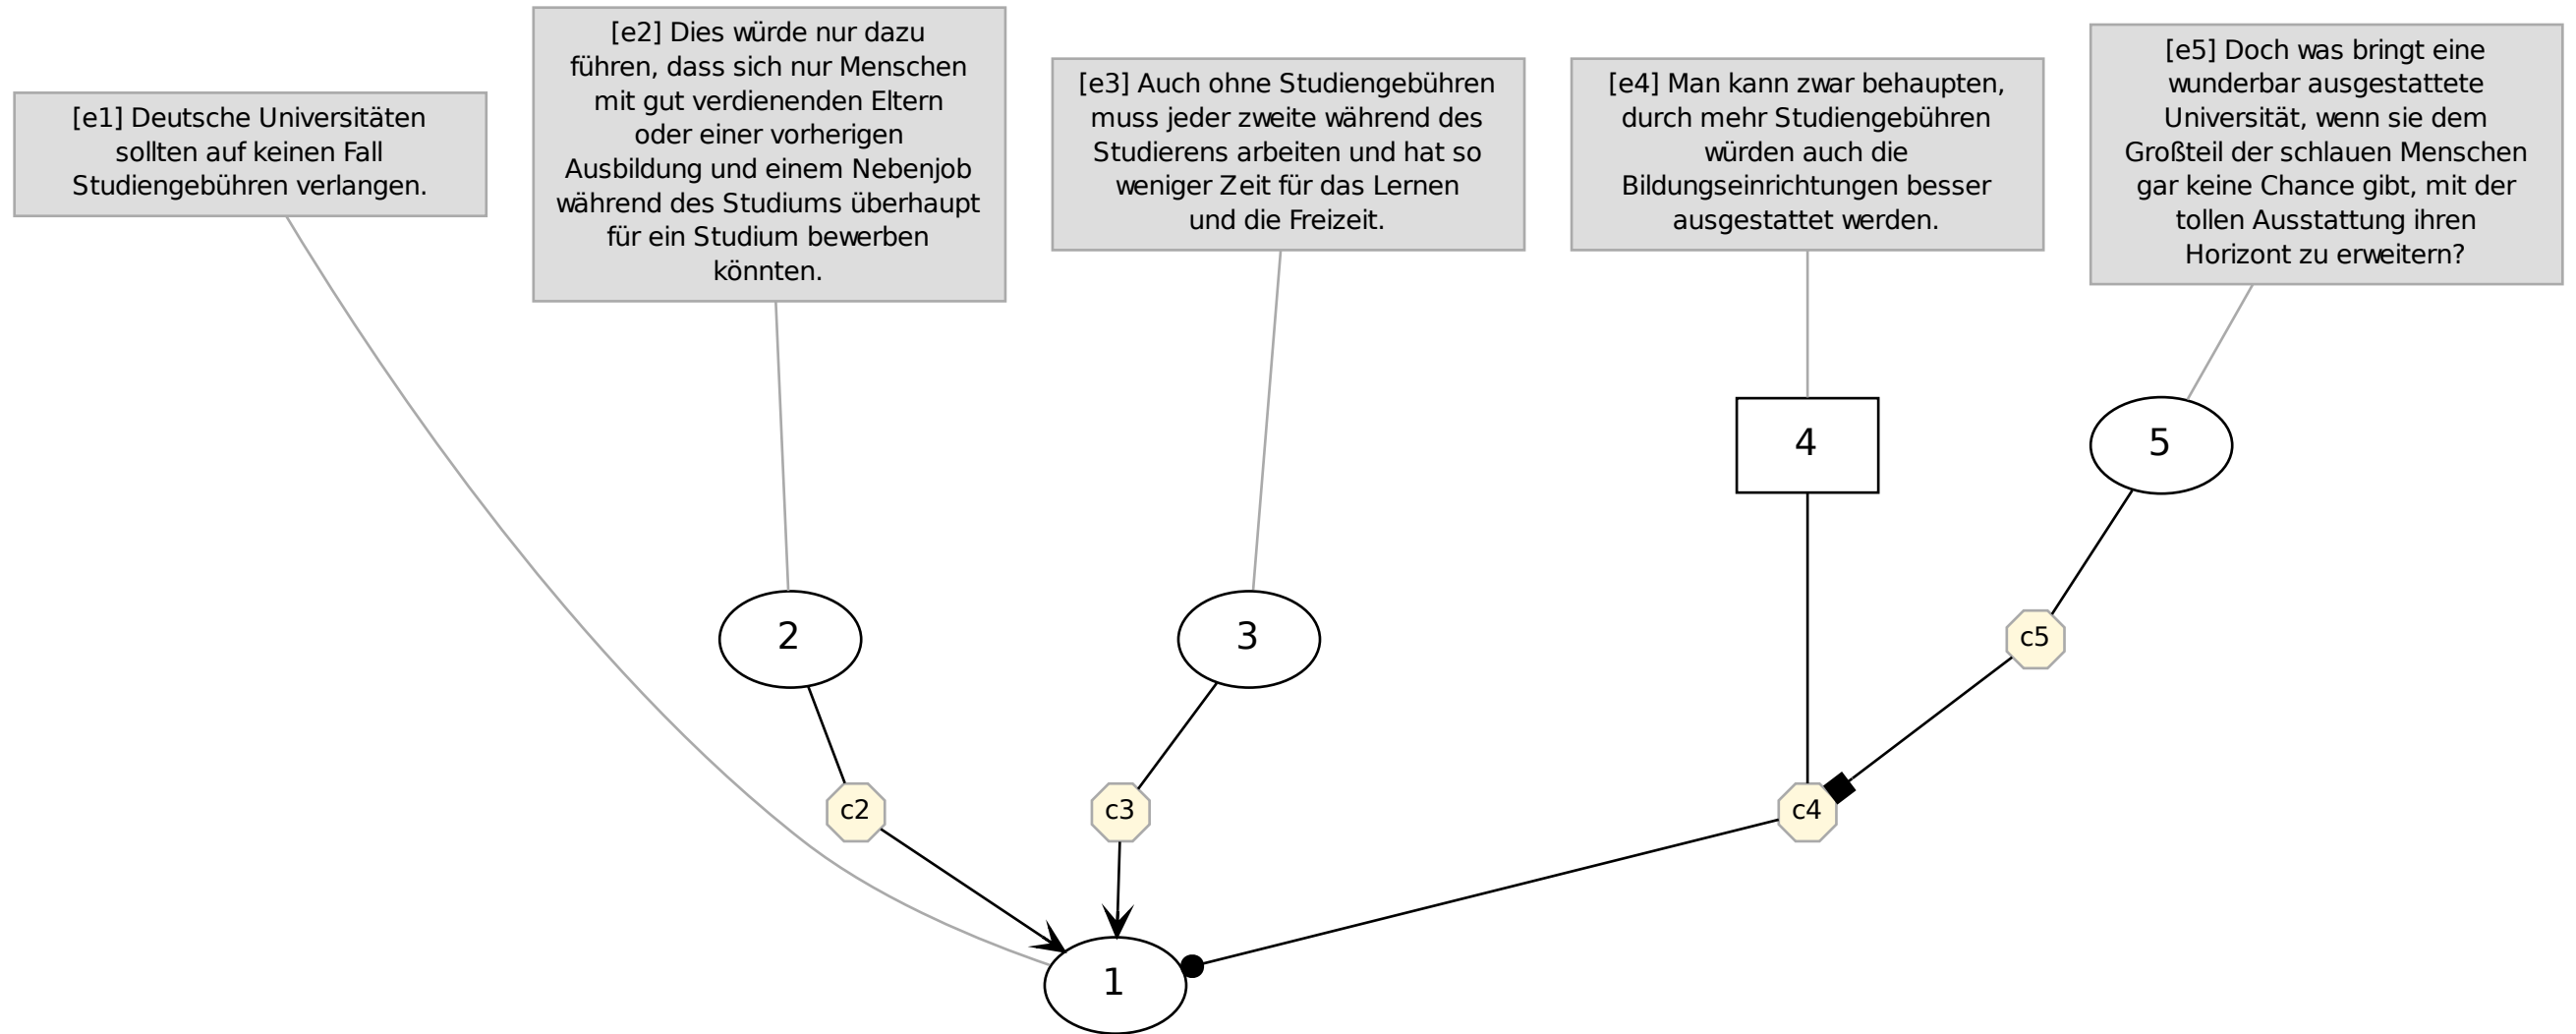 [e1] Deutsche Universitäten
sollten auf keinen Fall
Studiengebühren verlangen.
[e2] Dies würde nur dazu
führen, dass sich nur Menschen
mit gut verdienenden Eltern
oder einer vorherigen
Ausbildung und einem Nebenjob
während des Studiums überhaupt
für ein Studium bewerben
könnten.
[e3] Auch ohne Studiengebühren
muss jeder zweite während des
Studierens arbeiten und hat so
weniger Zeit für das Lernen
und die Freizeit.
[e4] Man kann zwar behaupten,
durch mehr Studiengebühren
würden auch die
Bildungseinrichtungen besser
ausgestattet werden.
[e5] Doch was bringt eine
wunderbar ausgestattete
Universität, wenn sie dem
Großteil der schlauen Menschen
gar keine Chance gibt, mit der
tollen Ausstattung ihren
Horizont zu erweitern?
4
5
2
3
c5
c2
c3
c4
1